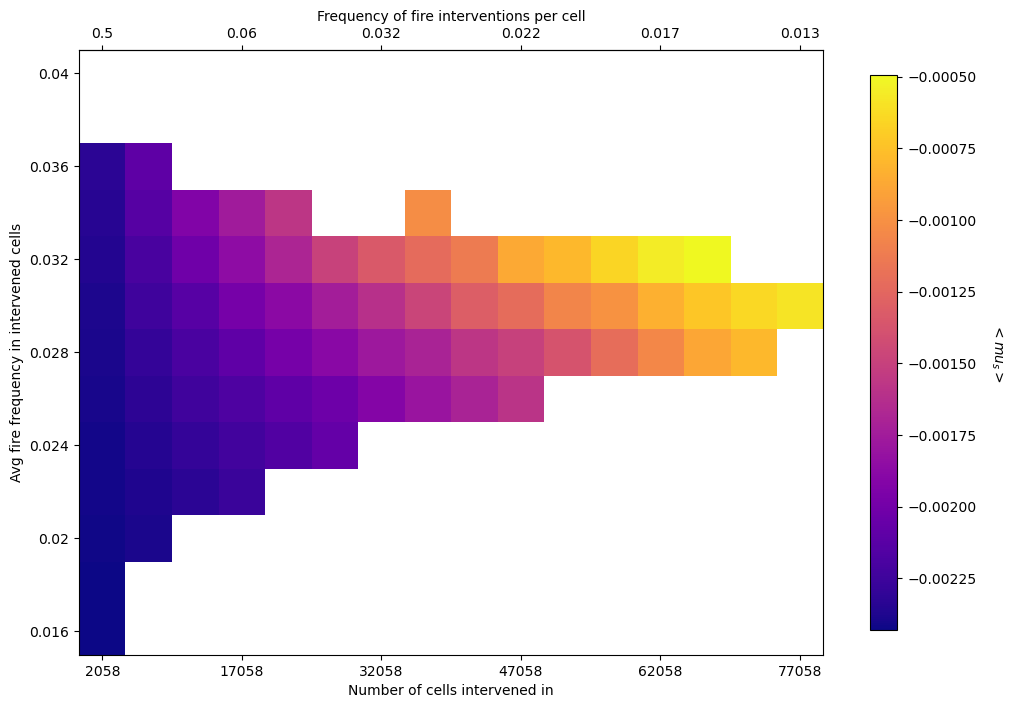 Frequency of fire interventions per cell
0.5 0.06 0.032 0.022 0.017 0.013
0.04
0.036
0.032
0.028
0.024
0.02
0.016
Avg fire frequency in intervened cells
2058 17058 32058 47058 62058 77058
Number of cells intervened in
−0.00050
−0.00075
−0.00100
−0.00125
−0.00150
−0.00175
−0.00200
−0.00225
< mu_s >